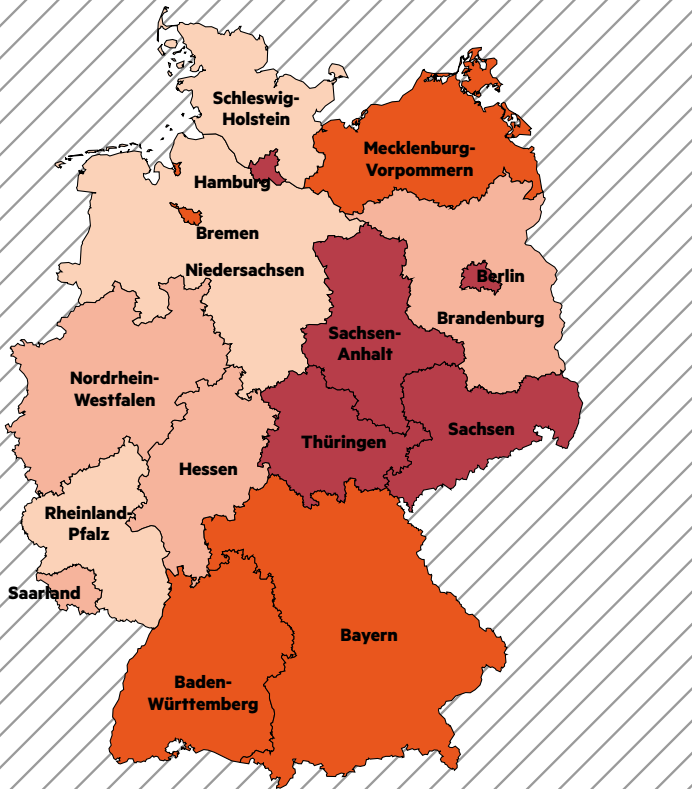 Schleswig-
Holstein
Mecklenburg-
Vorpommern
Hamburg
Bremen
Niedersachsen
Berlin
Brandenburg
Sachsen-
Anhalt
Nordrhein-
Westfalen
Thüringen
Sachsen
Hessen
Rheinland-
Pfalz
Saarland
Bayern
Baden-
Württemberg